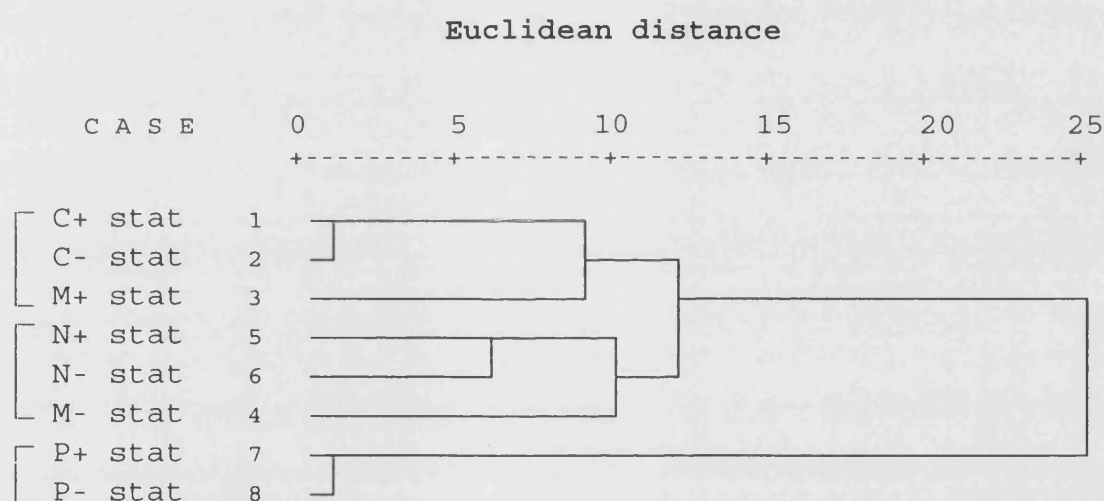 Euclidean distance
C A S E 0 5 10 15 20 25
C+ stat 1
C- stat 2
M+ stat 3
N+ stat 5
N- stat 6
M- stat 4
P+ stat 7
P- stat 8